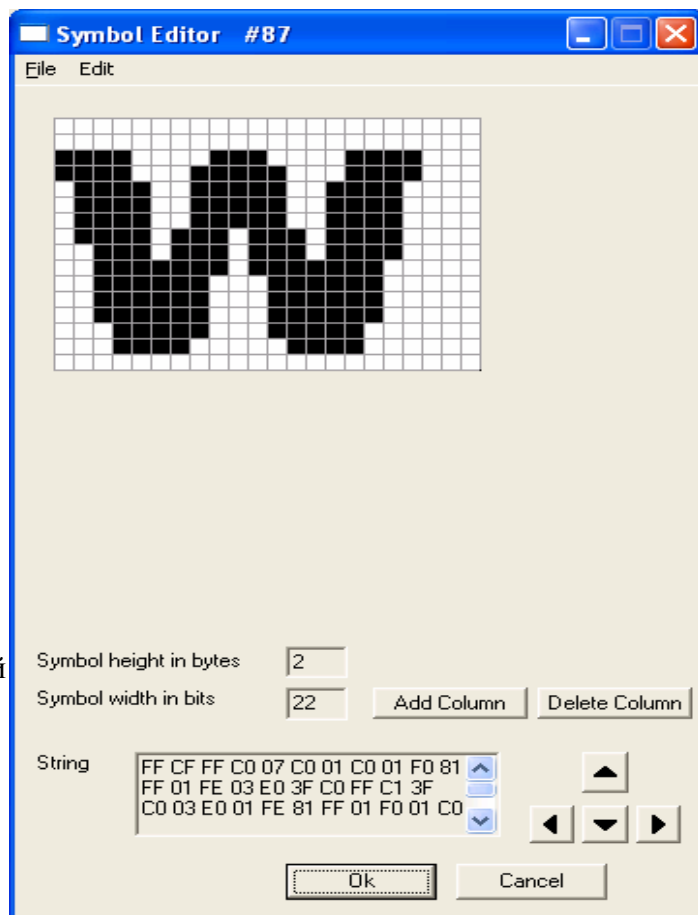 Symbol Editor #87
File Edit
й
Symbol height in bytes 2
Symbol width in bits 22 Add Column Delete Column
String
FF CF FF C0 07 C0 01 C0 01 F0 81
FF 01 FE 03 E0 3F C0 FF C1 3F
C0 03 E0 01 FE 81 FF 01 F0 01 C0
Ok Cancel